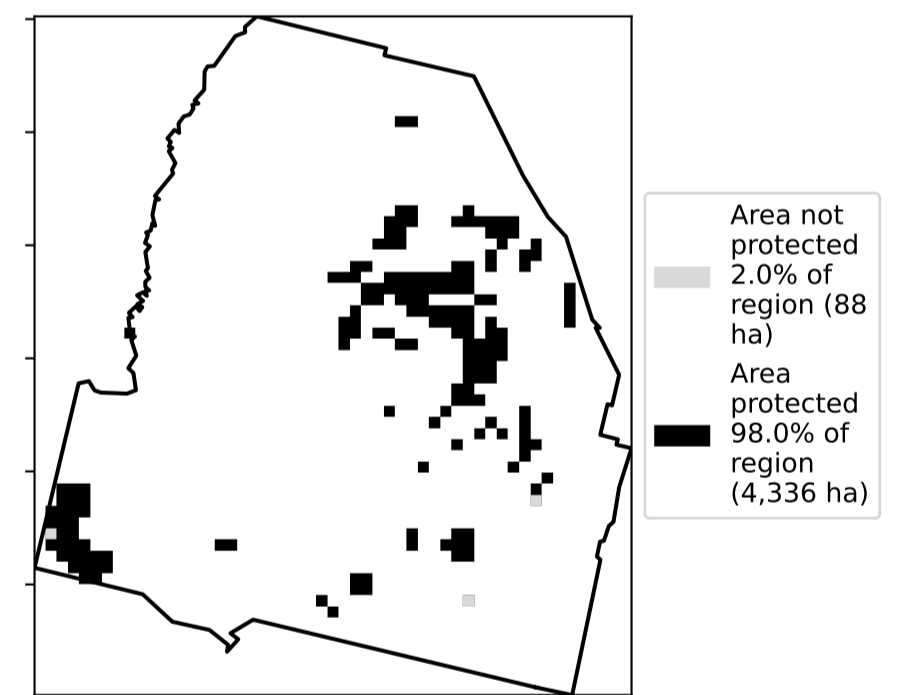 Area not
protected
2.0% of
region (88
ha)
Area
protected
98.0% of
region
(4,336 ha)